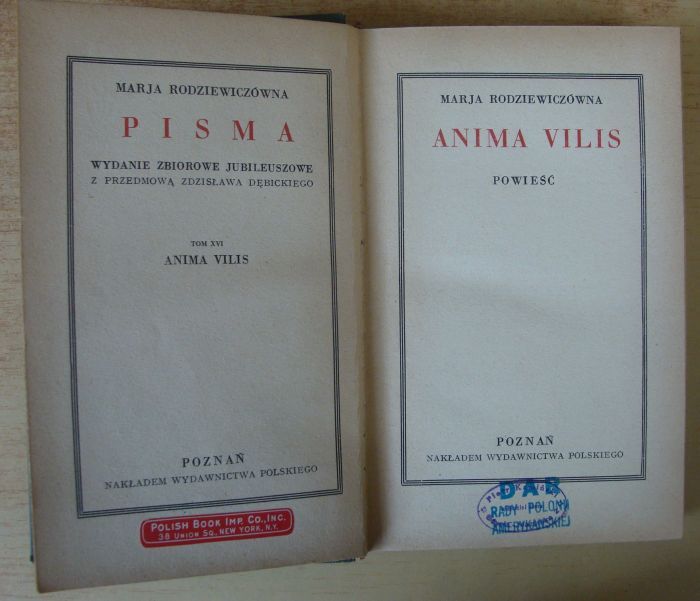 MARJA RODZIEWICZÓWNA
PISMA
WYDANIE ZBIOROWE JUBILEUSZOWE
Z PRZEDMOWĄ ZDZISŁAWA DĘBICKIEGO
TOM XVI
ANIMA VILIS
POZNAŃ
NAKŁADEM WYDAWNICTWA POLSKIEGO
POLISH BOOK IMP. CO., INC.
38 UNION SQ., NEW YORK, N.Y.
MARJA RODZIEWICZÓWNA
ANIMA VILIS
POWIEŚĆ
POZNAŃ
NAKŁADEM WYDAWNICTWA POLSKIEGO
DAR
RADY POLONII
AMERYKAŃSKIEJ